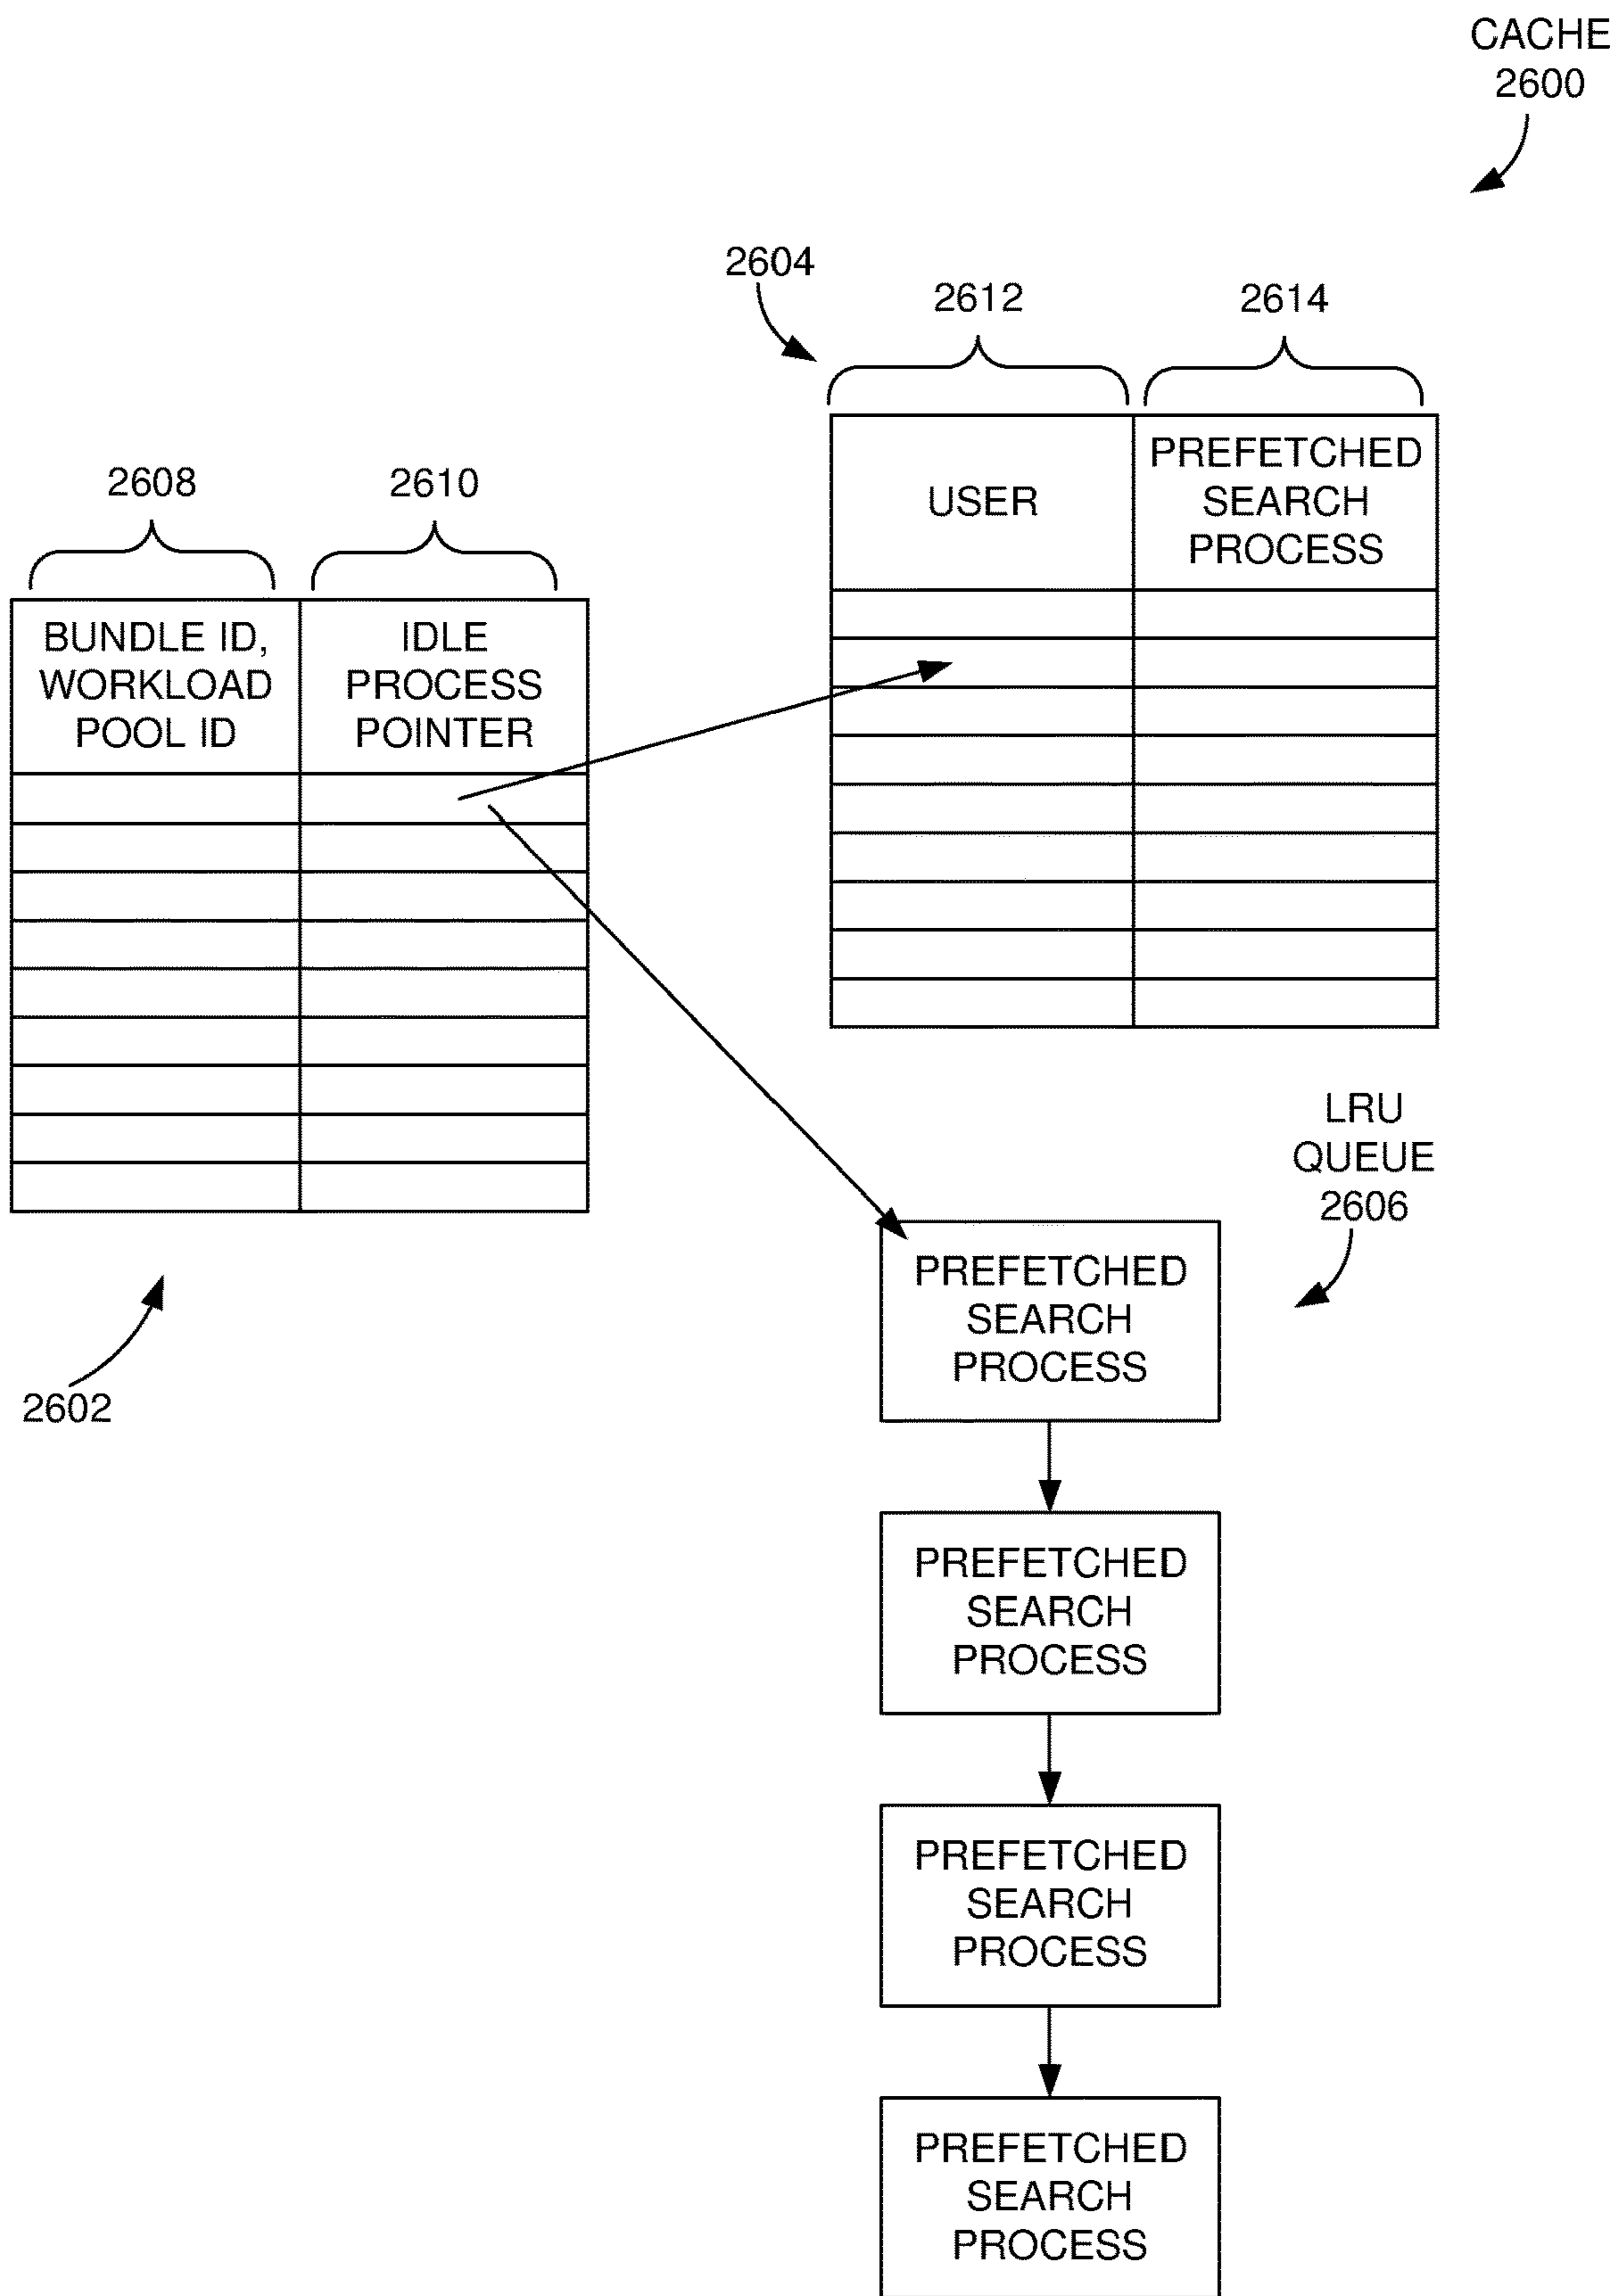 CACHE
2600
2604
2612
2614
USER
PREFETCHED
SEARCH
PROCESS
2608
2610
BUNDLE ID,
WORKLOAD
POOL ID
IDLE
PROCESS
POINTER
LRU
QUEUE
2606
2602
PREFETCHED
SEARCH
PROCESS
PREFETCHED
SEARCH
PROCESS
PREFETCHED
SEARCH
PROCESS
PREFETCHED
SEARCH
PROCESS